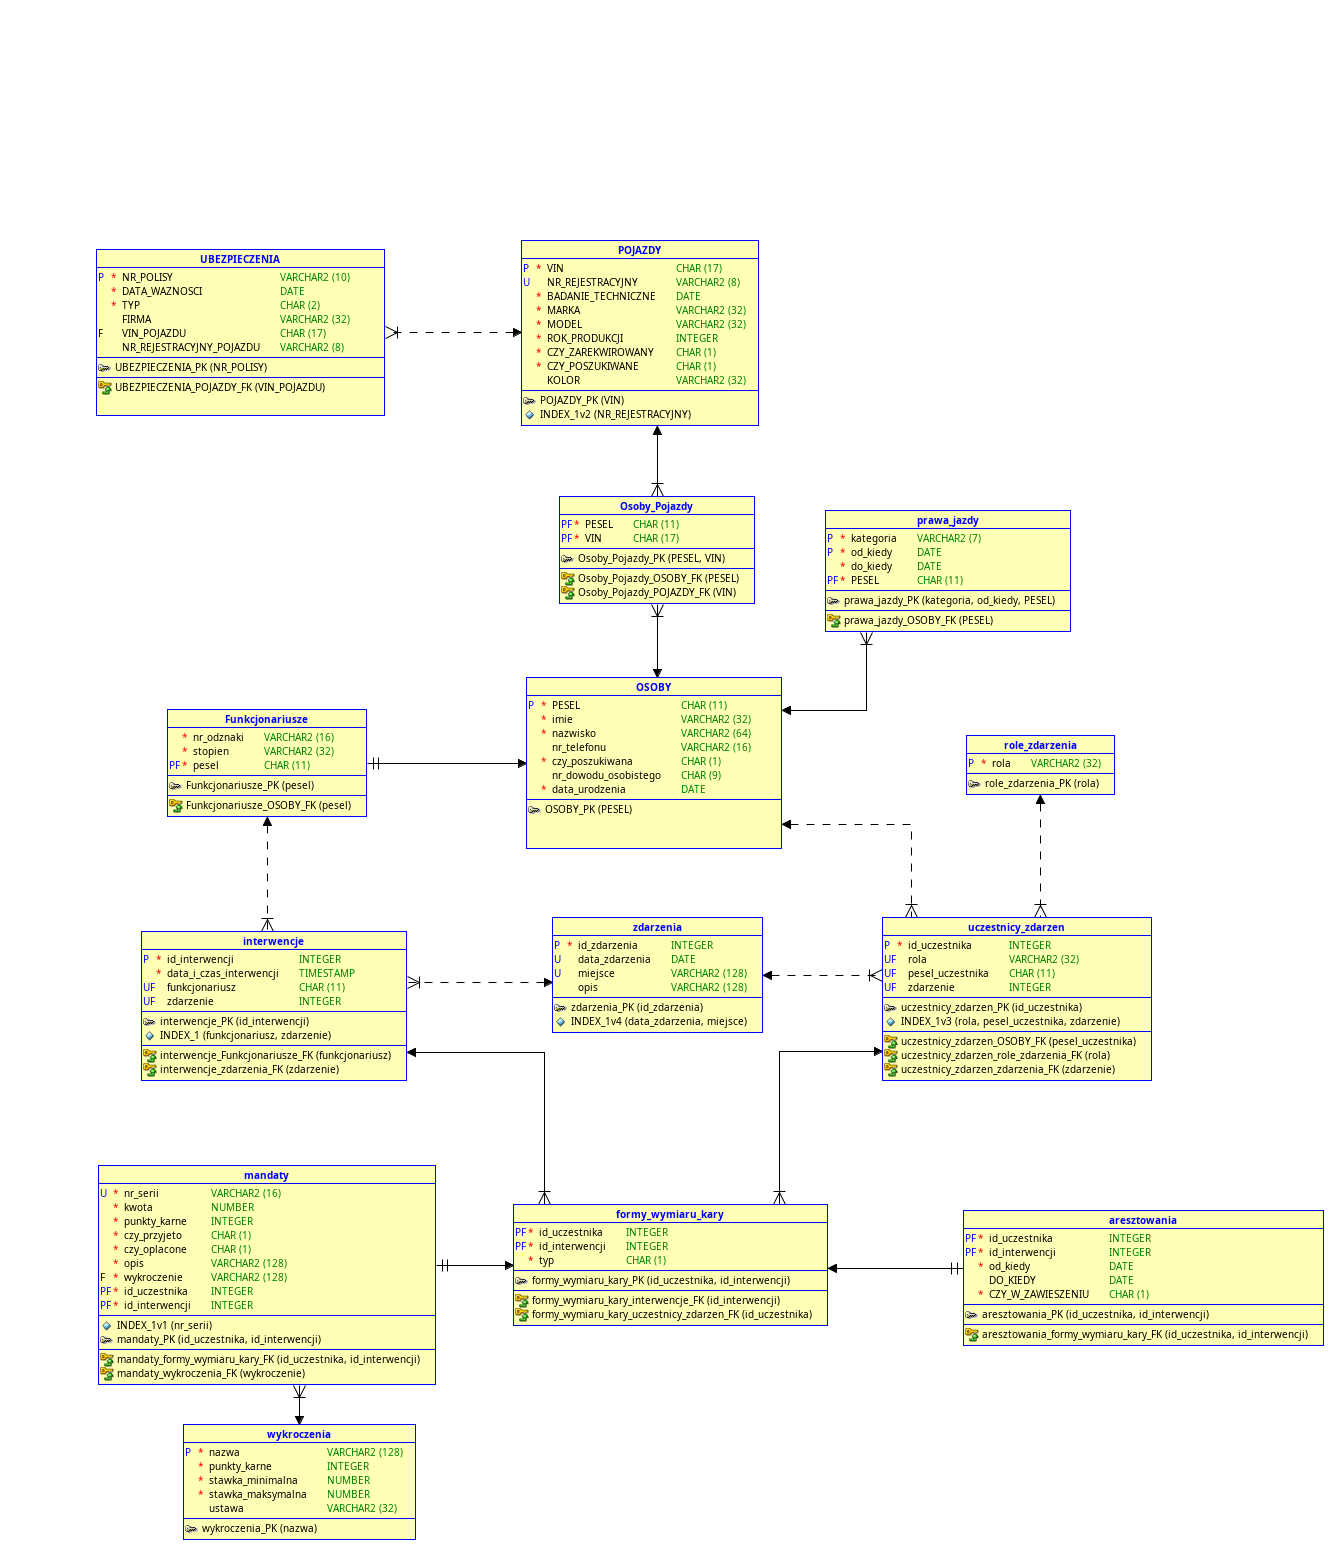 UBEZPIECZENIA
P * NR_POLISY VARCHAR2 (10)
* DATA_WAZNOSCI DATE
* TYP CHAR (2)
FIRMA VARCHAR2 (32)
F VIN_POJAZDU CHAR (17)
NR_REJESTRACYJNY_POJAZDU VARCHAR2 (8)
UBEZPIECZENIA_PK (NR_POLISY)
UBEZPIECZENIA_POJAZDY_FK (VIN_POJAZDU)
POJAZDY
P * VIN CHAR (17)
U NR_REJESTRACYJNY VARCHAR2 (8)
* BADANIE_TECHNICZNE DATE
* MARKA VARCHAR2 (32)
* MODEL VARCHAR2 (32)
* ROK_PRODUKCJI INTEGER
* CZY_ZAREKWIROWANY CHAR (1)
* CZY_POSZUKIWANE CHAR (1)
KOLOR VARCHAR2 (32)
POJAZDY_PK (VIN)
INDEX_1v2 (NR_REJESTRACYJNY)
Osoby_Pojazdy
PF * PESEL CHAR (11)
PF * VIN CHAR (17)
Osoby_Pojazdy_PK (PESEL, VIN)
Osoby_Pojazdy_OSOBY_FK (PESEL)
Osoby_Pojazdy_POJAZDY_FK (VIN)
prawa_jazdy
P * kategoria VARCHAR2 (7)
P * od_kiedy DATE
* do_kiedy DATE
PF * PESEL CHAR (11)
prawa_jazdy_PK (kategoria, od_kiedy, PESEL)
prawa_jazdy_OSOBY_FK (PESEL)
OSOBY
P * PESEL CHAR (11)
* imie VARCHAR2 (32)
* nazwisko VARCHAR2 (64)
nr_telefonu VARCHAR2 (16)
* czy_poszukiwana CHAR (1)
nr_dowodu_osobistego CHAR (9)
* data_urodzenia DATE
OSOBY_PK (PESEL)
Funkcjonariusze
* nr_odznaki VARCHAR2 (16)
* stopien VARCHAR2 (32)
PF * pesel CHAR (11)
Funkcjonariusze_PK (pesel)
Funkcjonariusze_OSOBY_FK (pesel)
role_zdarzenia
P * rola VARCHAR2 (32)
role_zdarzenia_PK (rola)
interwencje
P * id_interwencji INTEGER
* data_i_czas_interwencji TIMESTAMP
UF funkcjonariusz CHAR (11)
UF zdarzenie INTEGER
interwencje_PK (id_interwencji)
INDEX_1 (funkcjonariusz, zdarzenie)
interwencje_Funkcjonariusze_FK (funkcjonariusz)
interwencje_zdarzenia_FK (zdarzenie)
zdarzenia
P * id_zdarzenia INTEGER
U data_zdarzenia DATE
U miejsce VARCHAR2 (128)
opis VARCHAR2 (128)
zdarzenia_PK (id_zdarzenia)
INDEX_1v4 (data_zdarzenia, miejsce)
uczestnicy_zdarzen
P * id_uczestnika INTEGER
UF rola VARCHAR2 (32)
UF pesel_uczestnika CHAR (11)
UF zdarzenie INTEGER
uczestnicy_zdarzen_PK (id_uczestnika)
INDEX_1v3 (rola, pesel_uczestnika, zdarzenie)
uczestnicy_zdarzen_OSOBY_FK (pesel_uczestnika)
uczestnicy_zdarzen_role_zdarzenia_FK (rola)
uczestnicy_zdarzen_zdarzenia_FK (zdarzenie)
mandaty
U * nr_serii VARCHAR2 (16)
* kwota NUMBER
* punkty_karne INTEGER
* czy_przyjeto CHAR (1)
* czy_oplacone CHAR (1)
* opis VARCHAR2 (128)
F * wykroczenie VARCHAR2 (128)
PF * id_uczestnika INTEGER
PF * id_interwencji INTEGER
INDEX_1v1 (nr_serii)
mandaty_PK (id_uczestnika, id_interwencji)
mandaty_formy_wymiaru_kary_FK (id_uczestnika, id_interwencji)
mandaty_wykroczenia_FK (wykroczenie)
formy_wymiaru_kary
PF * id_uczestnika INTEGER
PF * id_interwencji INTEGER
* typ CHAR (1)
formy_wymiaru_kary_PK (id_uczestnika, id_interwencji)
formy_wymiaru_kary_interwencje_FK (id_interwencji)
formy_wymiaru_kary_uczestnicy_zdarzen_FK (id_uczestnika)
aresztowania
PF * id_uczestnika INTEGER
PF * id_interwencji INTEGER
* od_kiedy DATE
DO_KIEDY DATE
* CZY_W_ZAWIESZENIU CHAR (1)
aresztowania_PK (id_uczestnika, id_interwencji)
aresztowania_formy_wymiaru_kary_FK (id_uczestnika, id_interwencji)
wykroczenia
P * nazwa VARCHAR2 (128)
* punkty_karne INTEGER
* stawka_minimalna NUMBER
* stawka_maksymalna NUMBER
ustawa VARCHAR2 (32)
wykroczenia_PK (nazwa)